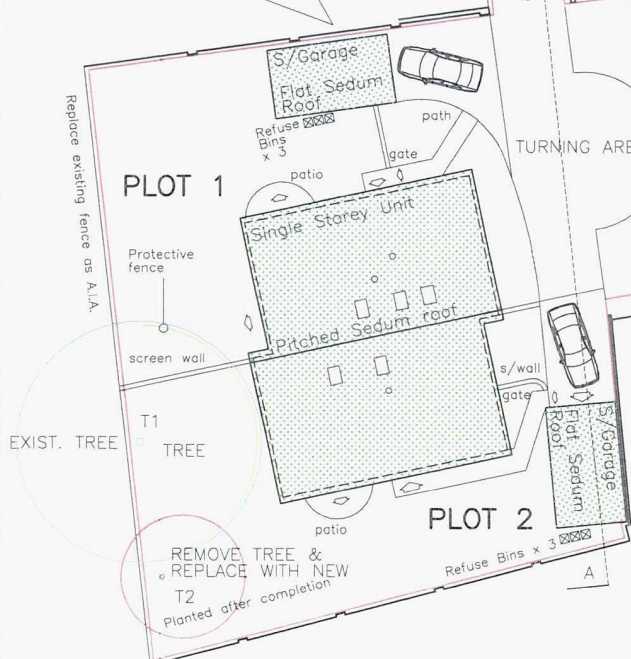 S/Garage
Flat Sedum
Roof
Refuse
Bins
x 3
path
gate
TURNING ARE
PLOT 1
patio
Replace existing fence as A.I.A.
Single Storey Unit
Protective
fence
Pitched Sedum roof
screen wall
s/wall
gate
T1
EXIST. TREE
TREE
S/Garage
Flat Sedum
Roof
patio
PLOT 2
REMOVE TREE &
REPLACE WITH NEW
T2
Planted after completion
Refuse Bins x 3
A